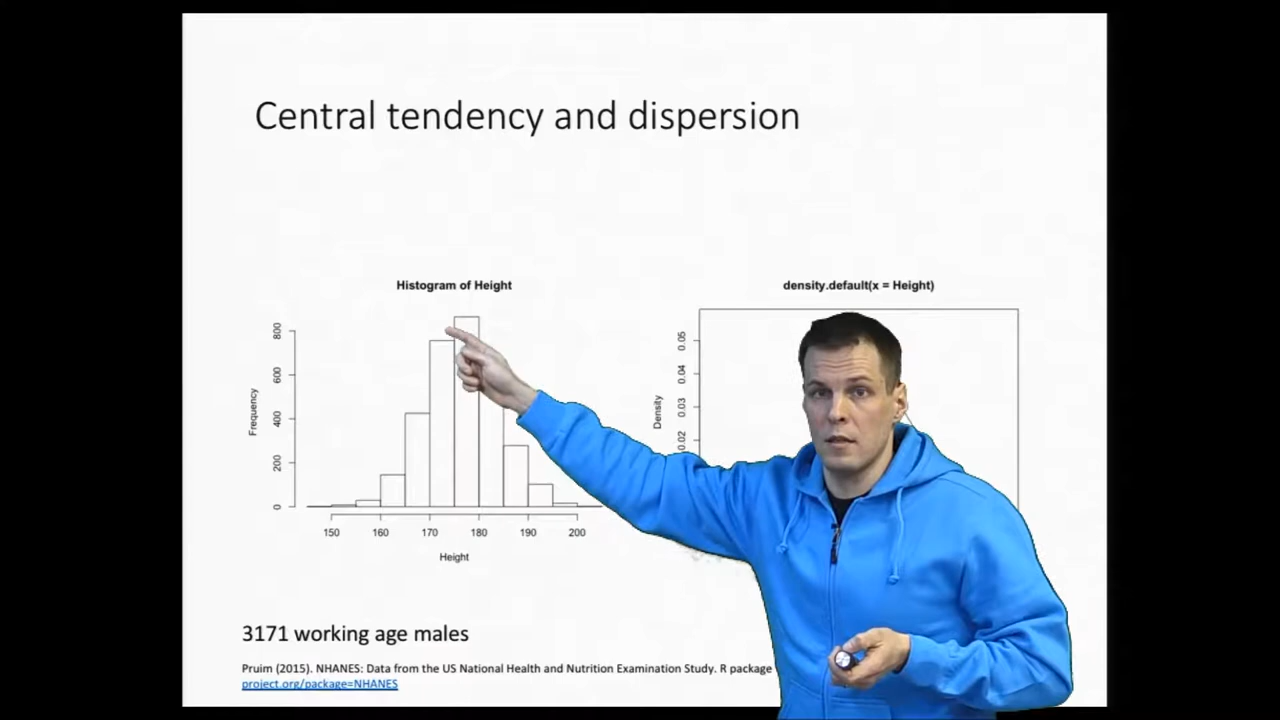 Central tendency and dispersion
Histogram of Height
800
600
400
200
0
Frequency
150 160 170 180 190 200
Height
density.default(x = Height)
0.05
0.04
0.03
0.02
Density
3171 working age males
Pruim (2015). NHANES: Data from the US National Health and Nutrition Examination Study. R package
project.org/package=NHANES